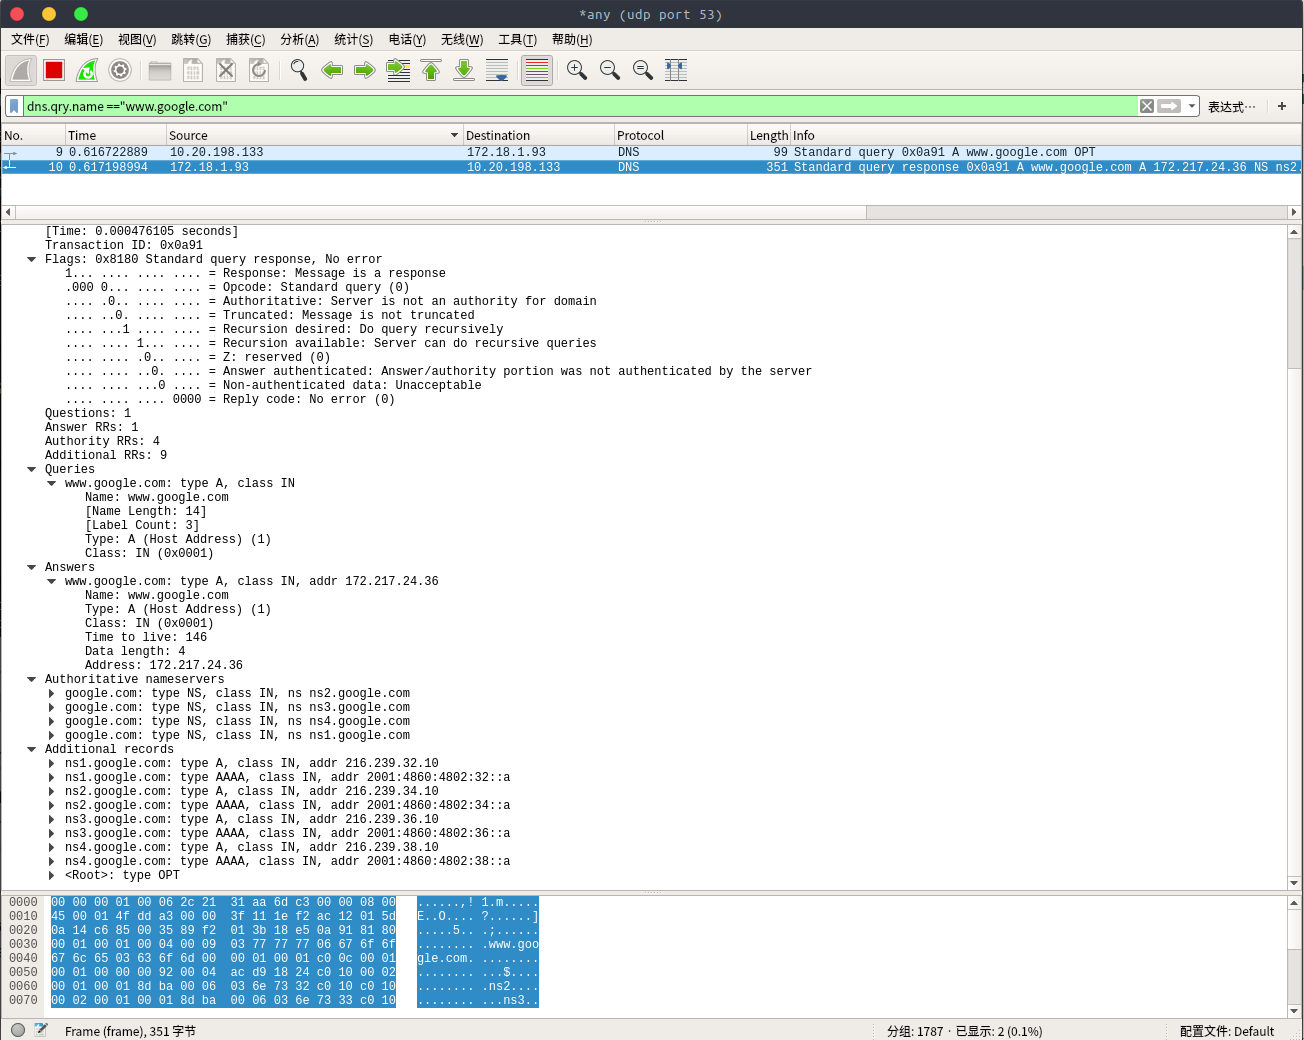 *any (udp port 53)
文件(F) 编辑(E) 视图(V) 跳转(G) 捕获(C) 分析(A) 统计(S) 电话(Y) 无线(W) 工具(T) 帮助(H)
dns.qry.name =="www.google.com" 表达式… +
No. Time Source Destination Protocol Length Info
9 0.616722889 10.20.198.133 172.18.1.93 DNS 99 Standard query 0x0a91 A www.google.com OPT
10 0.617198994 172.18.1.93 10.20.198.133 DNS 351 Standard query response 0x0a91 A www.google.com A 172.217.24.36 NS ns2.
[Time: 0.000476105 seconds]
Transaction ID: 0x0a91
Flags: 0x8180 Standard query response, No error
1... .... .... .... = Response: Message is a response
.000 0... .... .... = Opcode: Standard query (0)
.... .0.. .... .... = Authoritative: Server is not an authority for domain
.... ..0. .... .... = Truncated: Message is not truncated
.... ...1 .... .... = Recursion desired: Do query recursively
.... .... 1... .... = Recursion available: Server can do recursive queries
.... .... .0.. .... = Z: reserved (0)
.... .... ..0. .... = Answer authenticated: Answer/authority portion was not authenticated by the server
.... .... ...0 .... = Non-authenticated data: Unacceptable
.... .... .... 0000 = Reply code: No error (0)
Questions: 1
Answer RRs: 1
Authority RRs: 4
Additional RRs: 9
Queries
www.google.com: type A, class IN
Name: www.google.com
[Name Length: 14]
[Label Count: 3]
Type: A (Host Address) (1)
Class: IN (0x0001)
Answers
www.google.com: type A, class IN, addr 172.217.24.36
Name: www.google.com
Type: A (Host Address) (1)
Class: IN (0x0001)
Time to live: 146
Data length: 4
Address: 172.217.24.36
Authoritative nameservers
google.com: type NS, class IN, ns ns2.google.com
google.com: type NS, class IN, ns ns3.google.com
google.com: type NS, class IN, ns ns4.google.com
google.com: type NS, class IN, ns ns1.google.com
Additional records
ns1.google.com: type A, class IN, addr 216.239.32.10
ns1.google.com: type AAAA, class IN, addr 2001:4860:4802:32::a
ns2.google.com: type A, class IN, addr 216.239.34.10
ns2.google.com: type AAAA, class IN, addr 2001:4860:4802:34::a
ns3.google.com: type A, class IN, addr 216.239.36.10
ns3.google.com: type AAAA, class IN, addr 2001:4860:4802:36::a
ns4.google.com: type A, class IN, addr 216.239.38.10
ns4.google.com: type AAAA, class IN, addr 2001:4860:4802:38::a
<Root>: type OPT
0000 00 00 00 01 00 06 2c 21 31 aa 6d c3 00 00 08 00 ......,! 1.m.....
0010 45 00 01 4f dd a3 00 00 3f 11 1e f2 ac 12 01 5d E..O.... ?......]
0020 0a 14 c6 85 00 35 89 f2 01 3b 18 e5 0a 91 81 80 .....5.. .;......
0030 00 01 00 01 00 04 00 09 03 77 77 77 06 67 6f 6f ........ .www.goo
0040 67 6c 65 03 63 6f 6d 00 00 01 00 01 c0 0c 00 01 gle.com. ........
0050 00 01 00 00 00 92 00 04 ac d9 18 24 c0 10 00 02 ........ ...$....
0060 00 01 00 01 8d ba 00 06 03 6e 73 32 c0 10 c0 10 ........ .ns2....
0070 00 02 00 01 00 01 8d ba 00 06 03 6e 73 33 c0 10 ........ ...ns3..
Frame (frame), 351 字节 分组: 1787 · 已显示: 2 (0.1%) 配置文件: Default